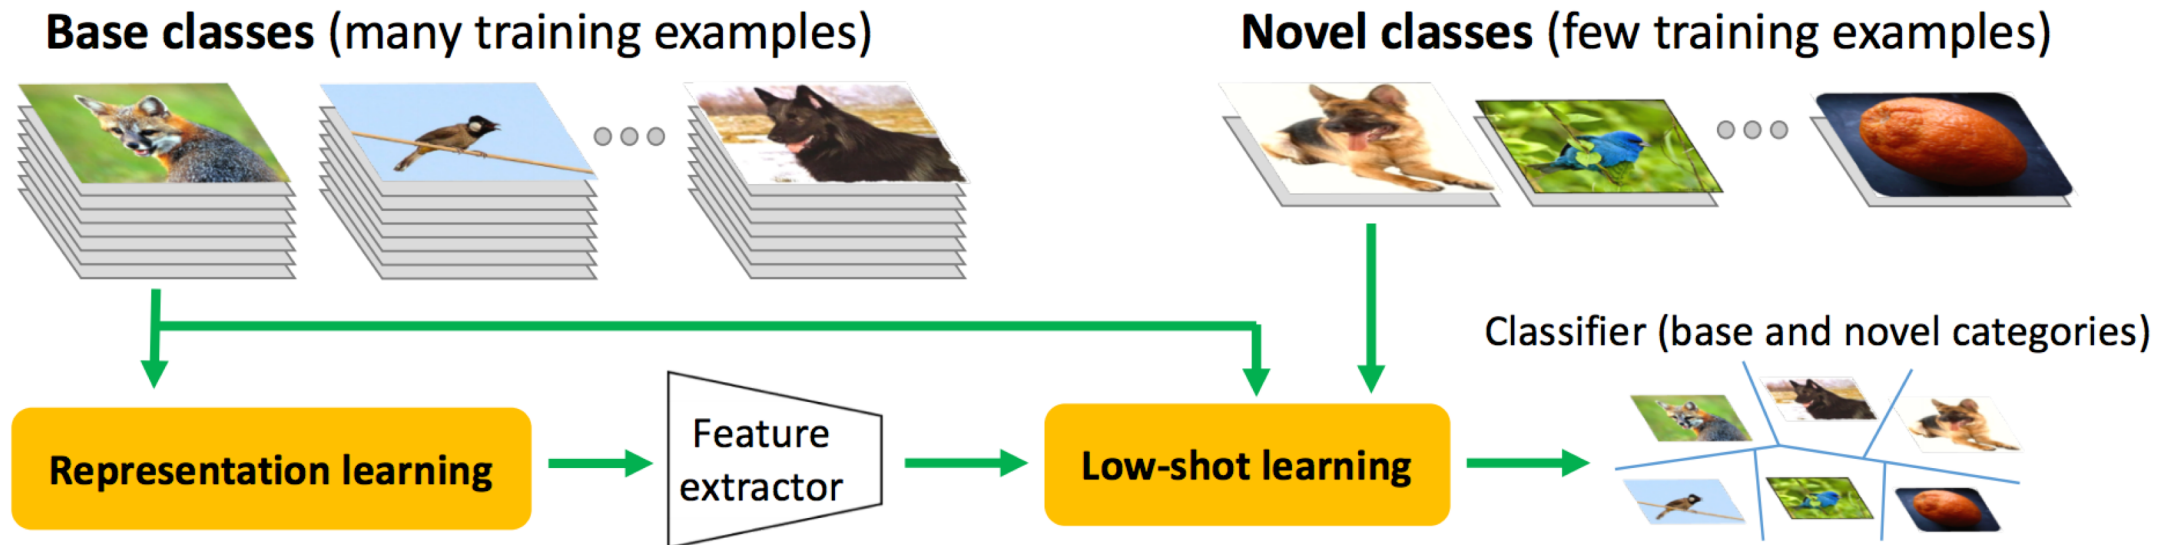 Base classes (many training examples)
Novel classes (few training examples)
Classifier (base and novel categories)
Representation learning
Feature
extractor
Low-shot learning